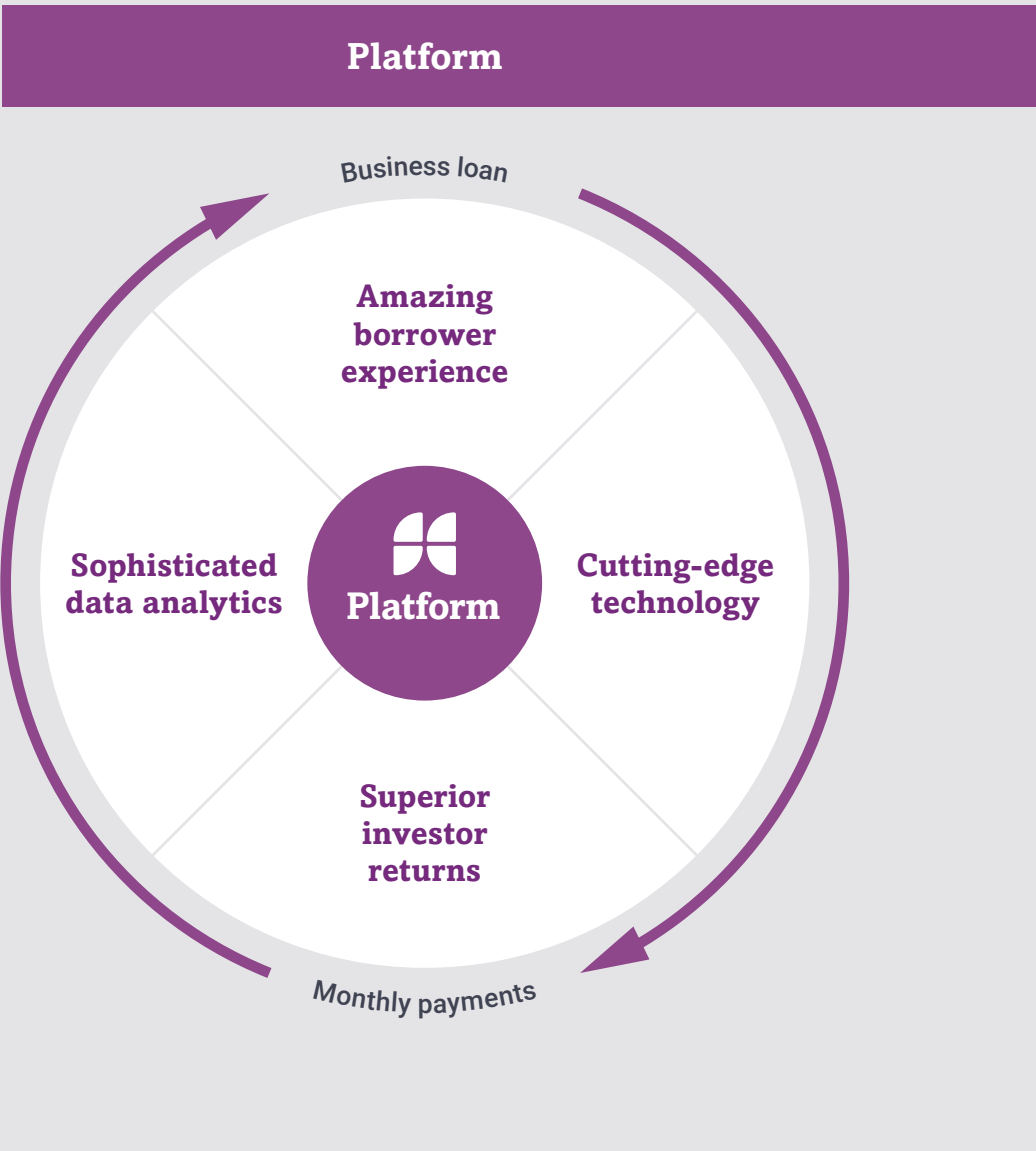 Platform
Business loan
Amazing
borrower
experience
Sophisticated
data analytics
Platform
Cutting-edge
technology
Superior
investor
returns
Monthly payments